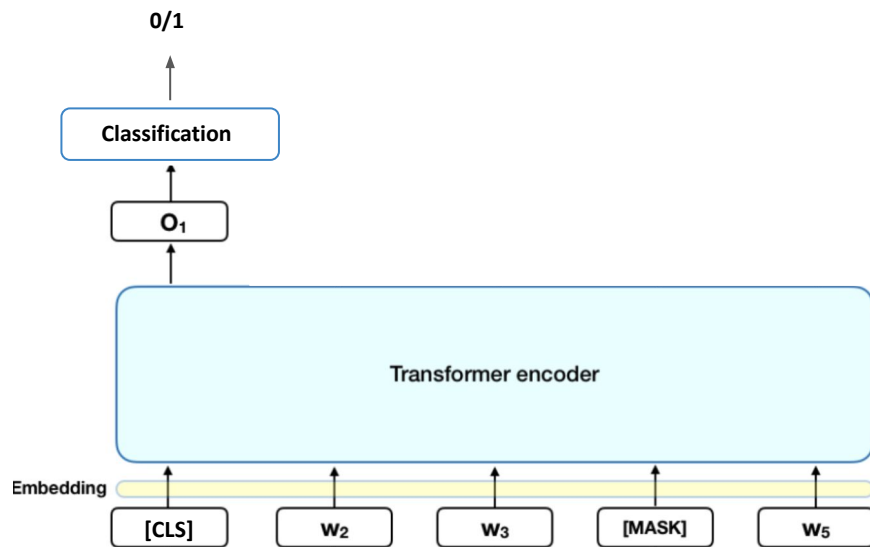 0/1
Classification
O₁
Transformer encoder
Embedding
[CLS] w₂ w₃ [MASK] w₅